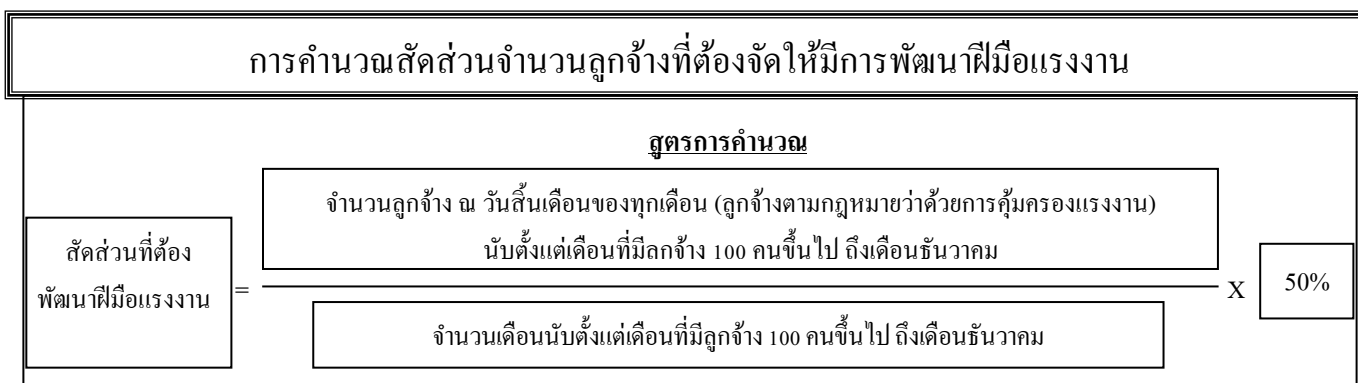 การคำนวณสัดส่วนจำนวนลูกจ้างที่ต้องจัดให้มีการพัฒนาฝีมือแรงงาน
สูตรการคำนวณ
จำนวนลูกจ้าง ณ วันสิ้นเดือนของทุกเดือน (ลูกจ้างตามกฎหมายว่าด้วยการคุ้มครองแรงงาน)
นับตั้งแต่เดือนที่มีลกจ้าง 100 คนขึ้นไป ถึงเดือนธันวาคม
สัดส่วนที่ต้อง
พัฒนาฝีมือแรงงาน
=
X
50%
จำนวนเดือนนับตั้งแต่เดือนที่มีลูกจ้าง 100 คนขึ้นไป ถึงเดือนธันวาคม